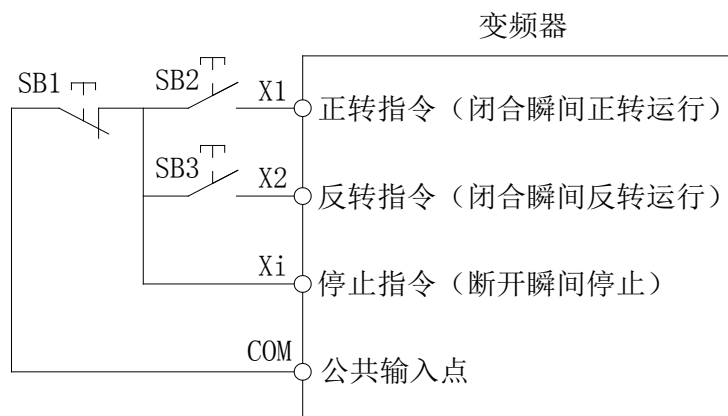 变频器
SB1
SB2
X1
正转指令（闭合瞬间正转运行）
SB3
X2
反转指令（闭合瞬间反转运行）
Xi
停止指令（断开瞬间停止）
COM
公共输入点